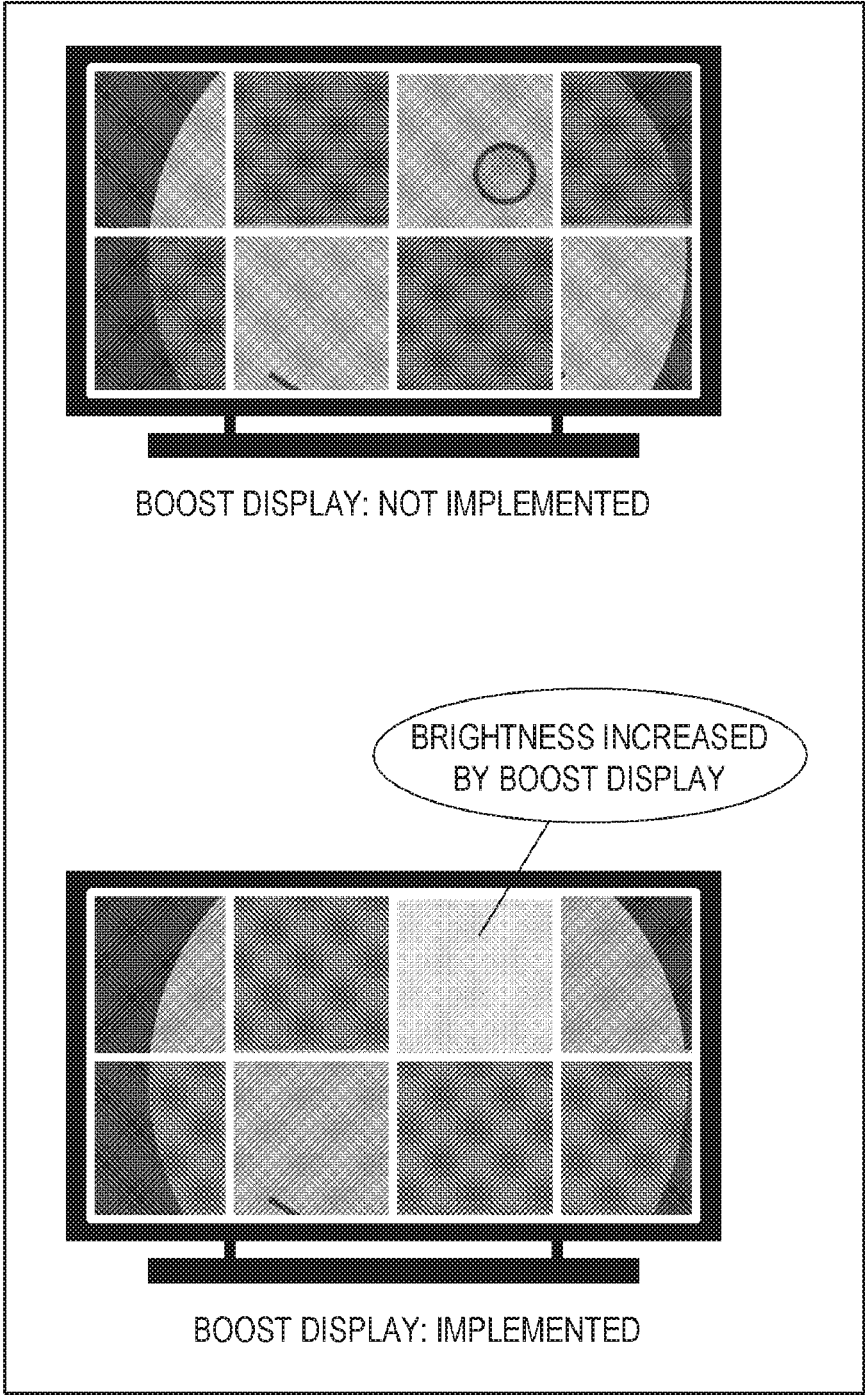 BOOST DISPLAY: NOT IMPLEMENTED
BRIGHTNESS INCREASED
BY BOOST DISPLAY
BOOST DISPLAY: IMPLEMENTED